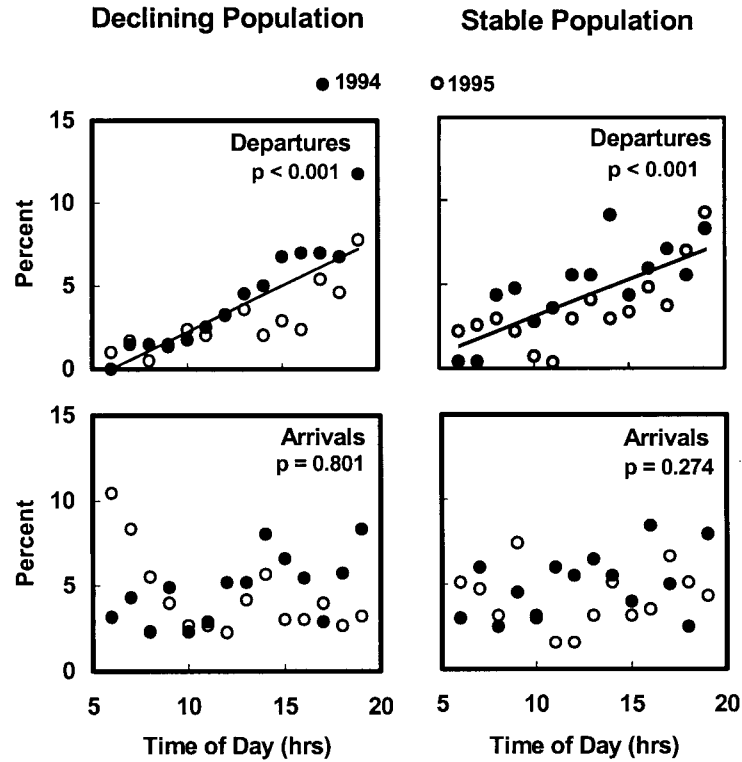 Declining Population
Stable Population
1994
1995
15
10
5
0
Percent
Departures
p < 0.001
Departures
p < 0.001
15
10
5
0
Percent
Arrivals
p = 0.801
Arrivals
p = 0.274
5
10
15
20
5
10
15
20
Time of Day (hrs)
Time of Day (hrs)